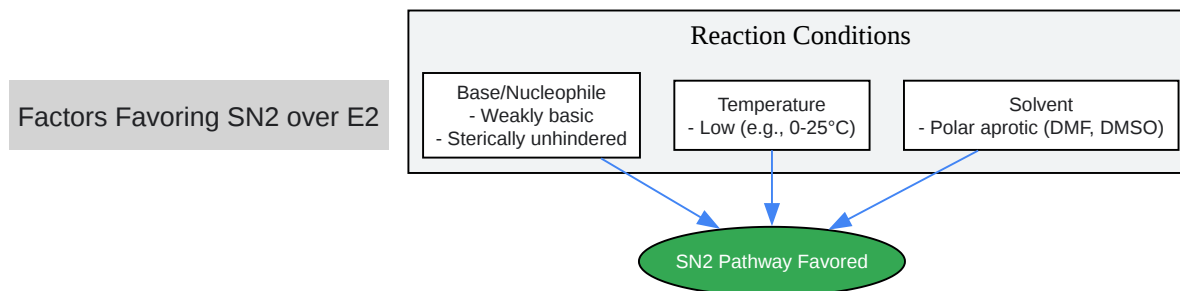 Factors Favoring SN2 over E2
Reaction Conditions
Base/Nucleophile
- Weakly basic
- Sterically unhindered
Temperature
- Low (e.g., 0-25°C)
Solvent
- Polar aprotic (DMF, DMSO)
SN2 Pathway Favored